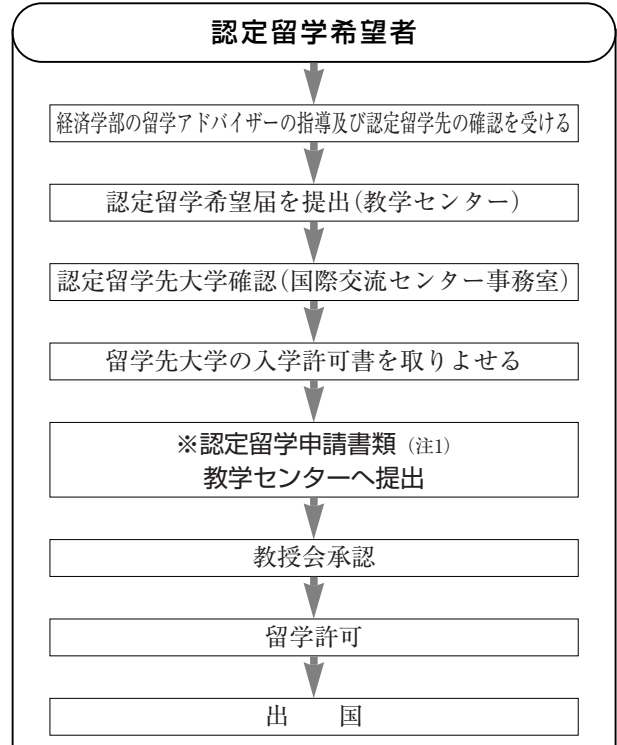 認定留学希望者
経済学部の留学アドバイザーの指導及び認定留学先の確認を受ける
認定留学希望届を提出(教学センター)
認定留学先大学確認(国際交流センター事務室)
留学先大学の入学許可書を取りよせる
※認定留学申請書類(注1)
教学センターへ提出
教授会承認
留学許可
出　国